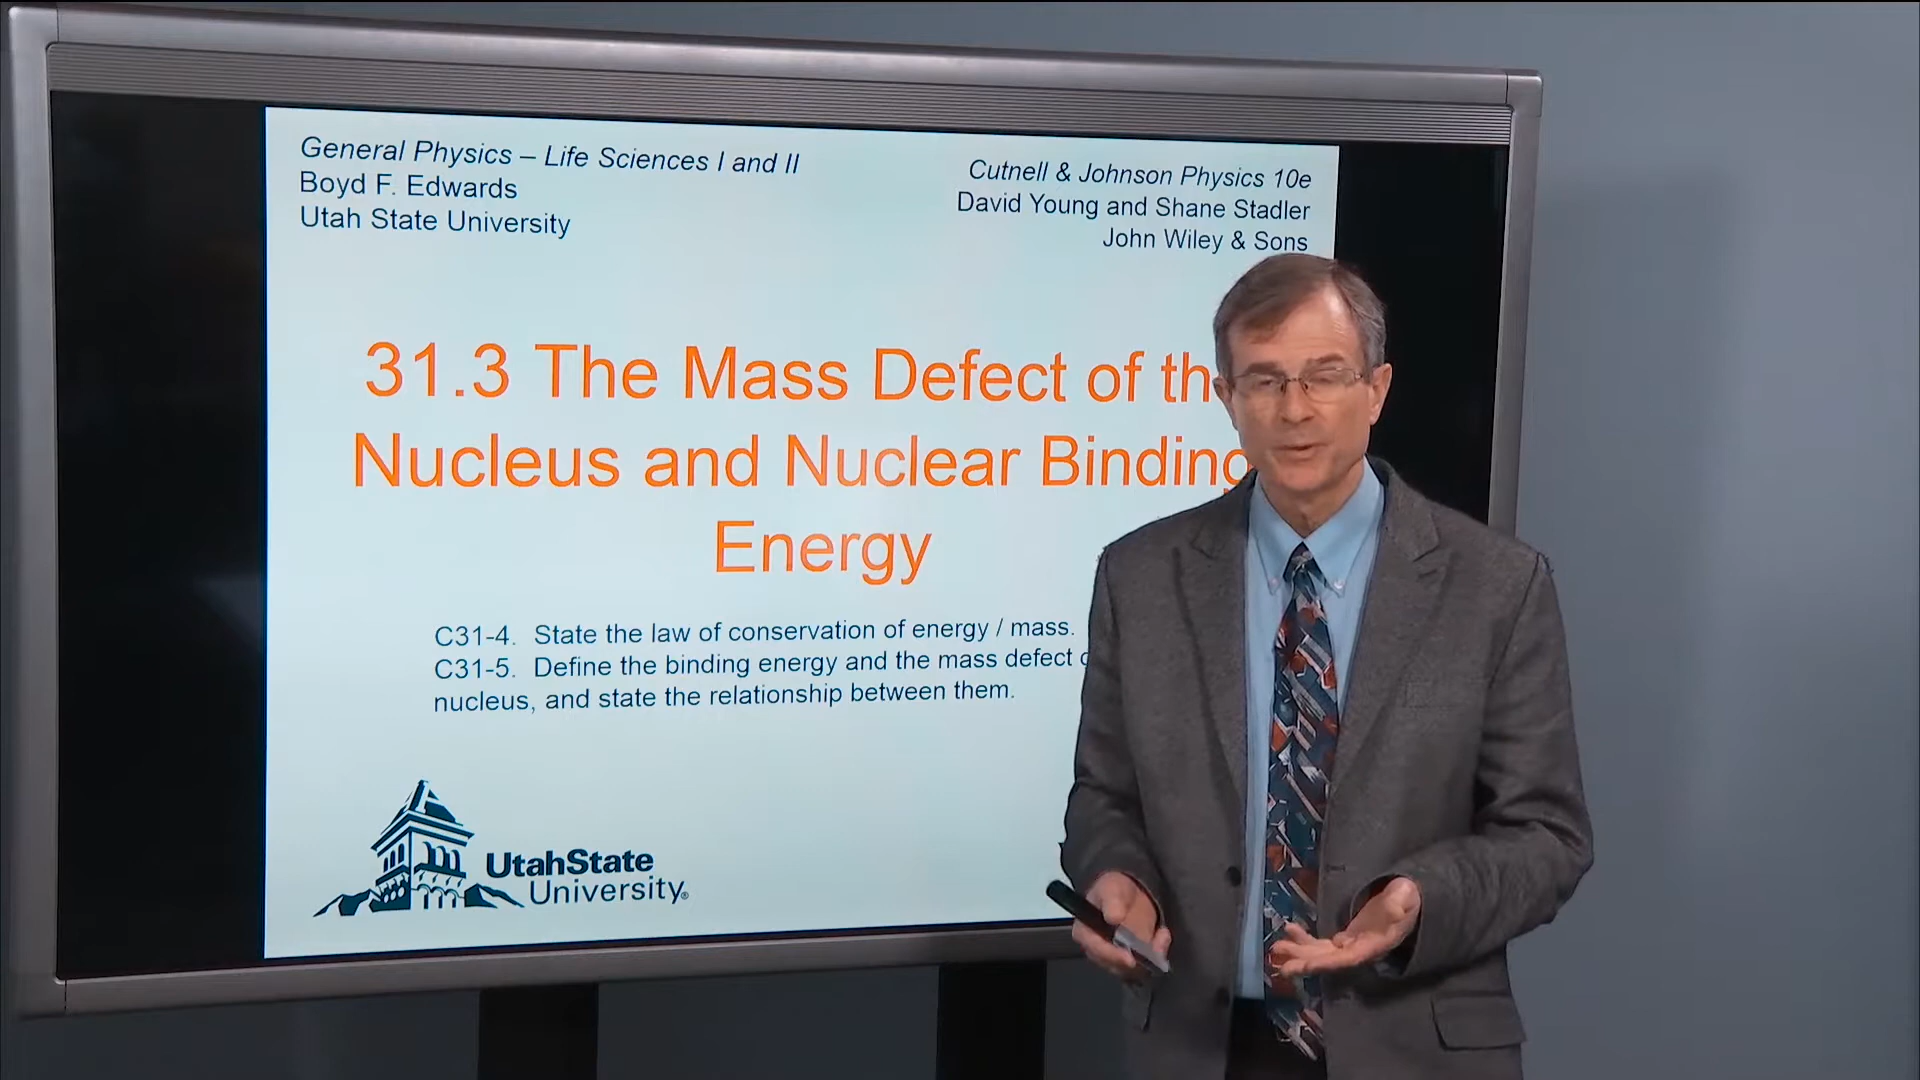 General Physics – Life Sciences I and II
Boyd F. Edwards
Utah State University
Cutnell & Johnson Physics 10e
David Young and Shane Stadler
John Wiley & Sons
31.3 The Mass Defect of th
Nucleus and Nuclear Binding
Energy
C31-4. State the law of conservation of energy / mass.
C31-5. Define the binding energy and the mass defect
nucleus, and state the relationship between them.
UtahState
University®